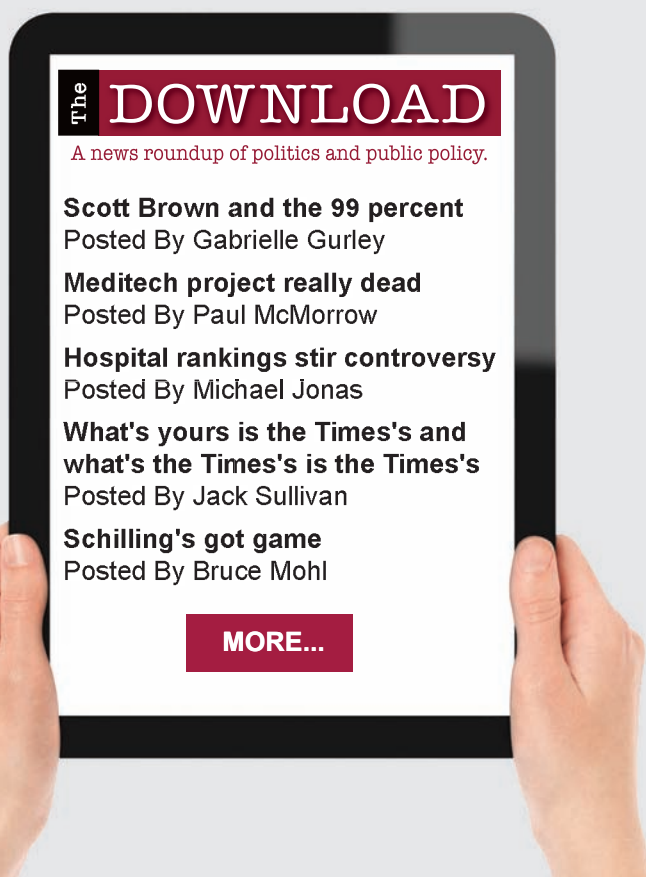 The DOWNLOAD
A news roundup of politics and public policy.
Scott Brown and the 99 percent
Posted By Gabrielle Gurley
Meditech project really dead
Posted By Paul McMorrow
Hospital rankings stir controversy
Posted By Michael Jonas
What's yours is the Times's and
what's the Times's is the Times's
Posted By Jack Sullivan
Schilling's got game
Posted By Bruce Mohl
MORE...